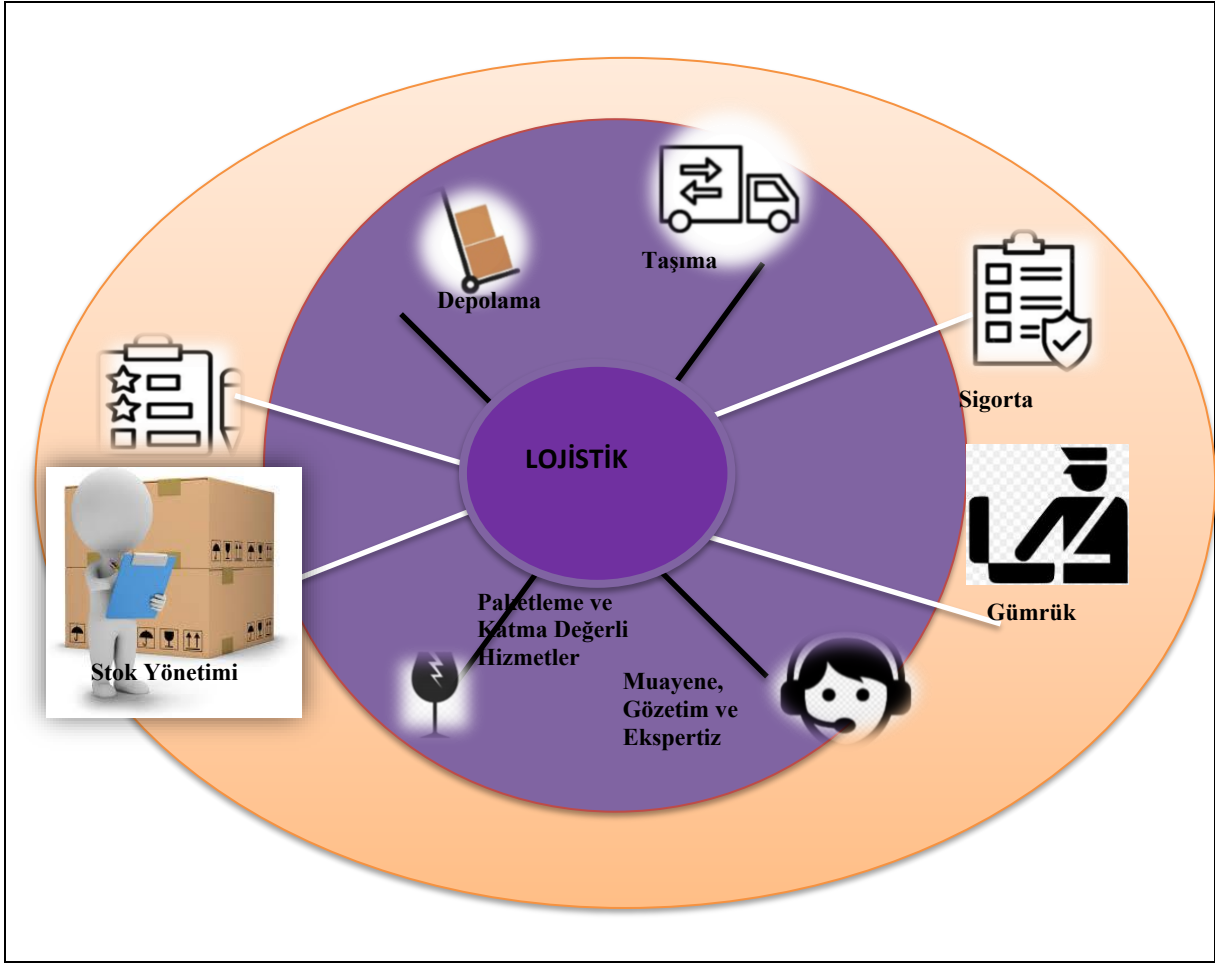 Taşıma
Depolama
Sigorta
LOJİSTİK
Gümrük
Paketleme ve
Katma Değerli
Hizmetler
Stok Yönetimi
Muayene,
Gözetim ve
Ekspertiz